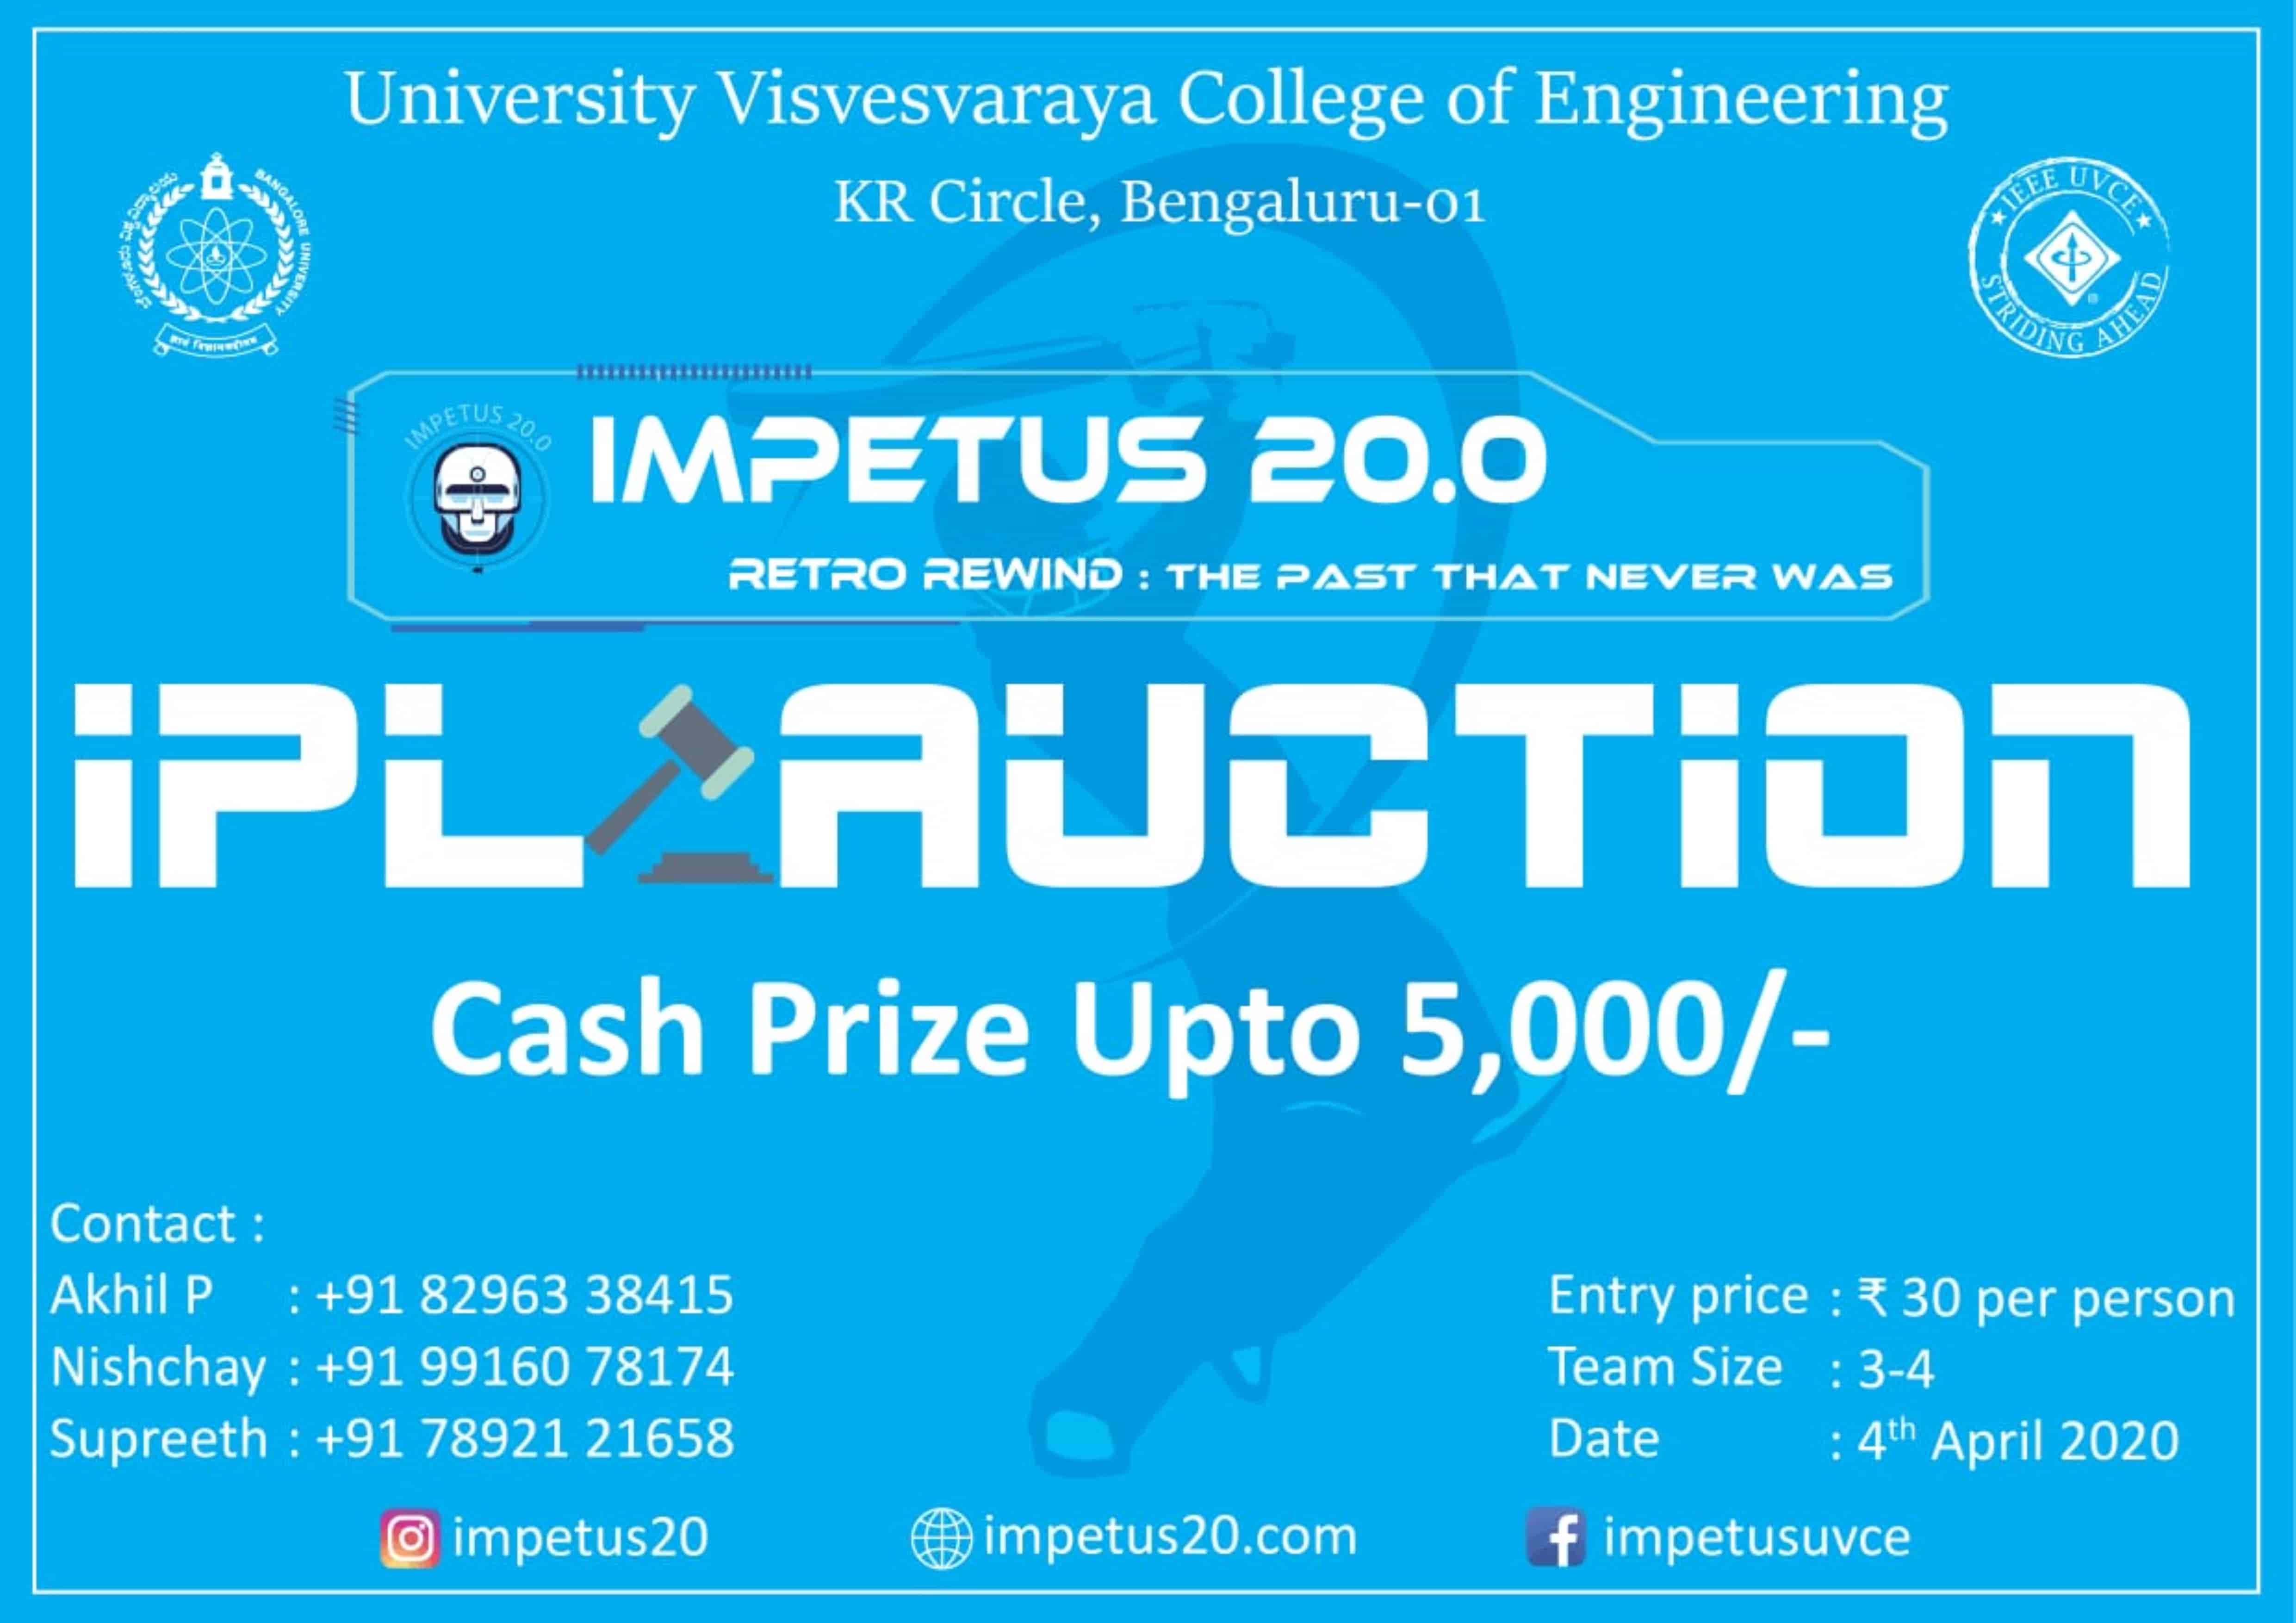 University Visvesvaraya College of Engineering
KR Circle, Bengaluru-01
BANGALORE UNIVERSITY
IEEE UVCE
STRIDING AHEAD
IMPETUS 20.0
IMPETUS 20.0
RETRO REWIND : THE PAST THAT NEVER WAS
iPL AUCTiOn
Cash Prize Upto 5,000/-
Contact :
Akhil P : +91 82963 38415
Nishchay : +91 99160 78174
Supreeth : +91 78921 21658
Entry price : ₹ 30 per person
Team Size : 3-4
Date : 4th April 2020
impetus20
impetus20.com
impetusuvce